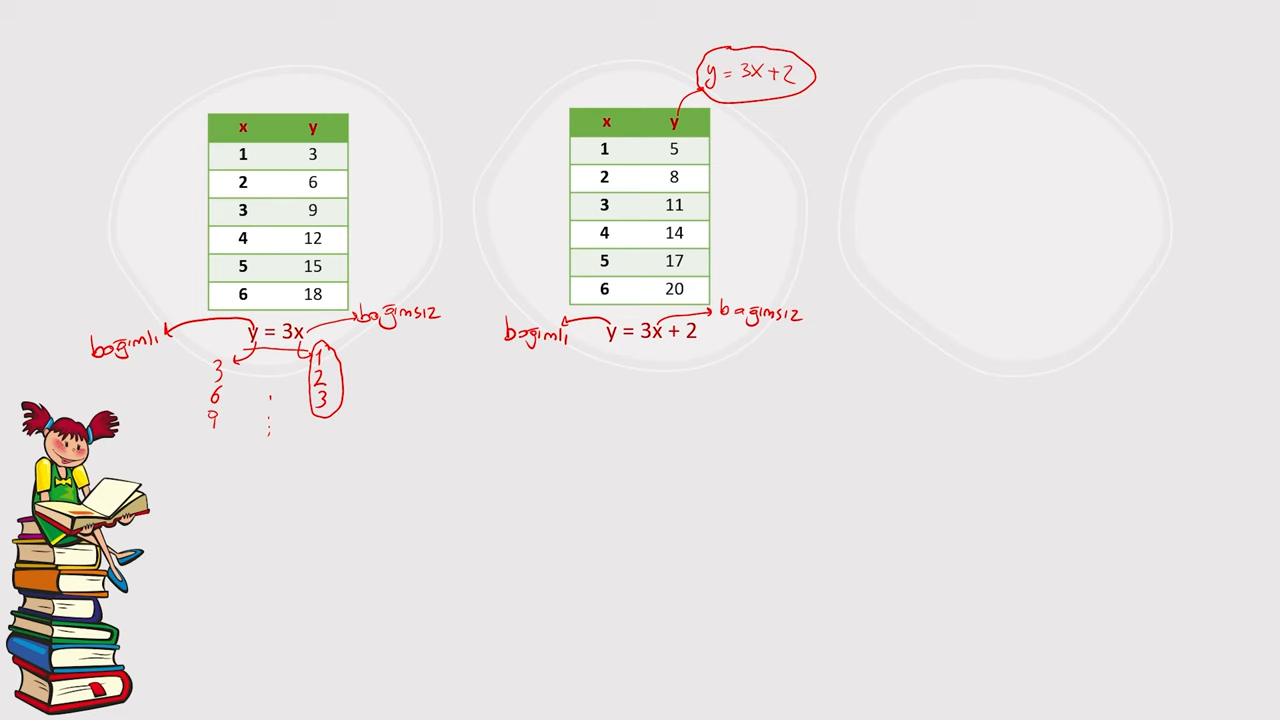 y = 3x+2
x y
1 3
2 6
3 9
4 12
5 15
6 18
bağımlı
y = 3x
bağımsız
3 1
6 2
9 3
x y
1 5
2 8
3 11
4 14
5 17
6 20
bağımlı
y = 3x + 2
bağımsız